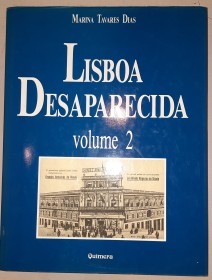 MARINA TAVARES DIAS
LISBOA
DESAPARECIDA
volume 2
Quimera